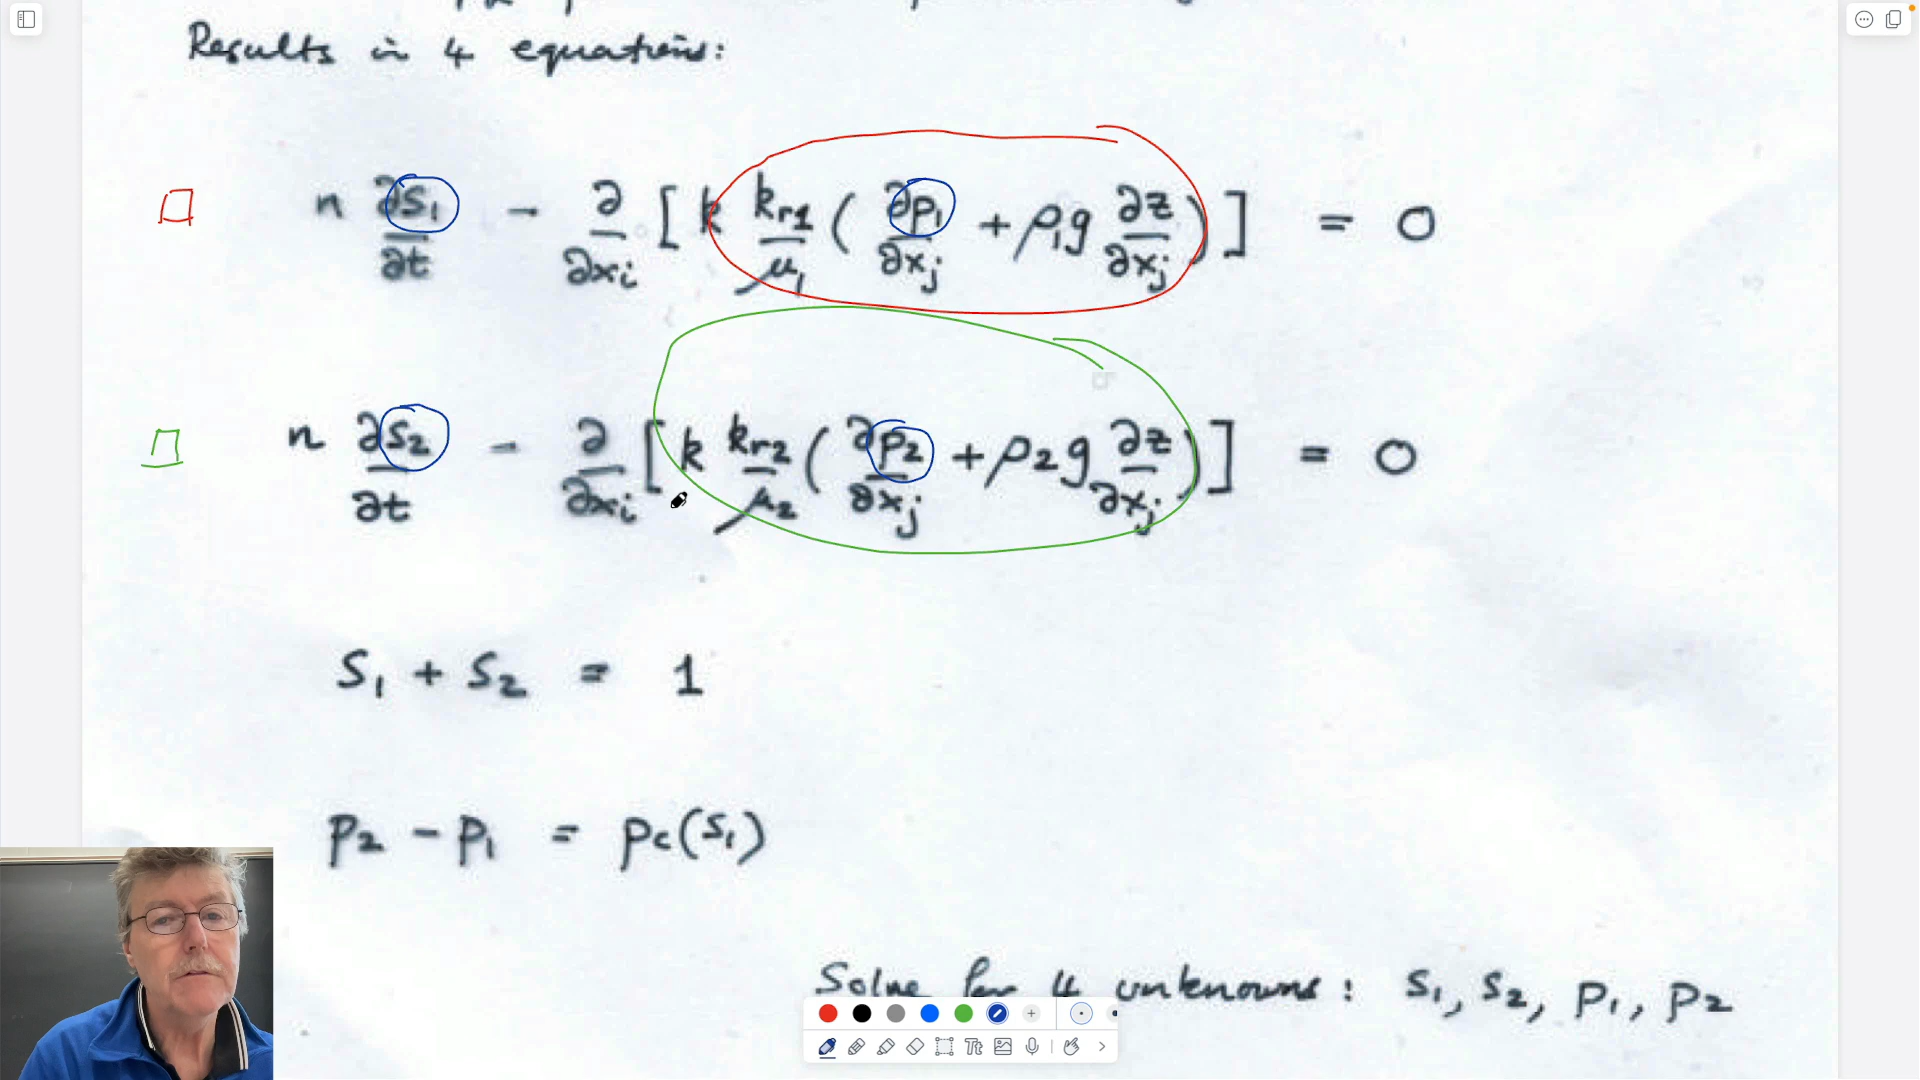 Results in 4 equations:
n ∂S₁/∂t - ∂/∂xᵢ [k kᵣ₁/μ₁ (∂p₁/∂xⱼ + ρ₁g ∂z/∂xⱼ)] = 0
n ∂S₂/∂t - ∂/∂xᵢ [k kᵣ₂/μ₂ (∂p₂/∂xⱼ + ρ₂g ∂z/∂xⱼ)] = 0
S₁ + S₂ = 1
p₂ - p₁ = pc(S₁)
Solve for 4 unknowns: S₁, S₂, p₁, p₂
Tt